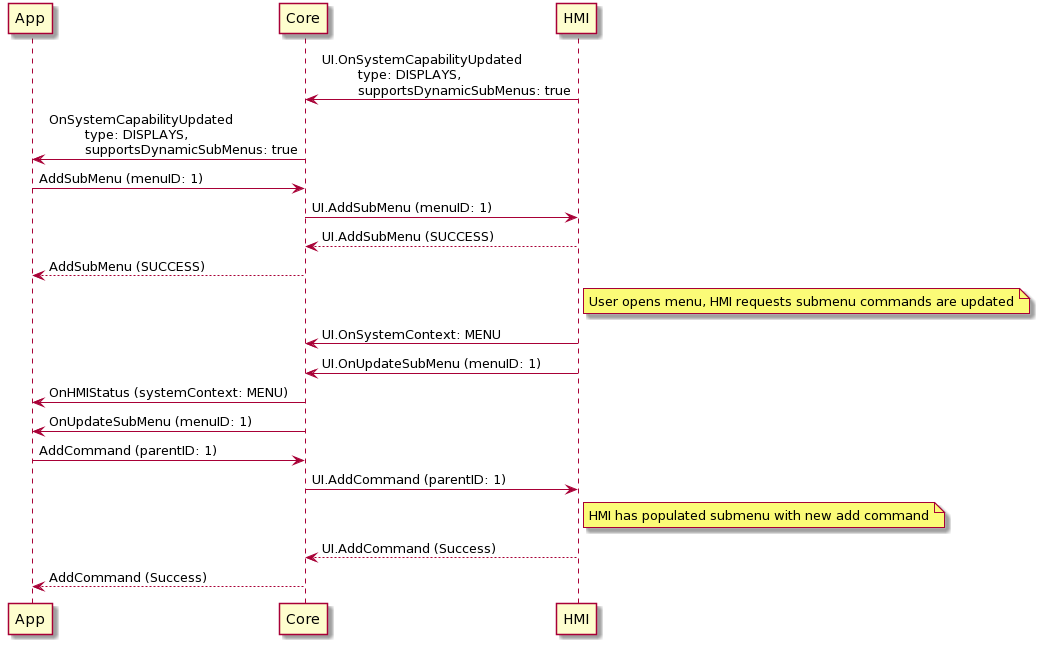 App
Core
HMI
UI.OnSystemCapabilityUpdated
type: DISPLAYS,
supportsDynamicSubMenus: true
OnSystemCapabilityUpdated
type: DISPLAYS,
supportsDynamicSubMenus: true
AddSubMenu (menuID: 1)
UI.AddSubMenu (menuID: 1)
UI.AddSubMenu (SUCCESS)
AddSubMenu (SUCCESS)
User opens menu, HMI requests submenu commands are updated
UI.OnSystemContext: MENU
UI.OnUpdateSubMenu (menuID: 1)
OnHMIStatus (systemContext: MENU)
OnUpdateSubMenu (menuID: 1)
AddCommand (parentID: 1)
UI.AddCommand (parentID: 1)
HMI has populated submenu with new add command
UI.AddCommand (Success)
AddCommand (Success)
App
Core
HMI